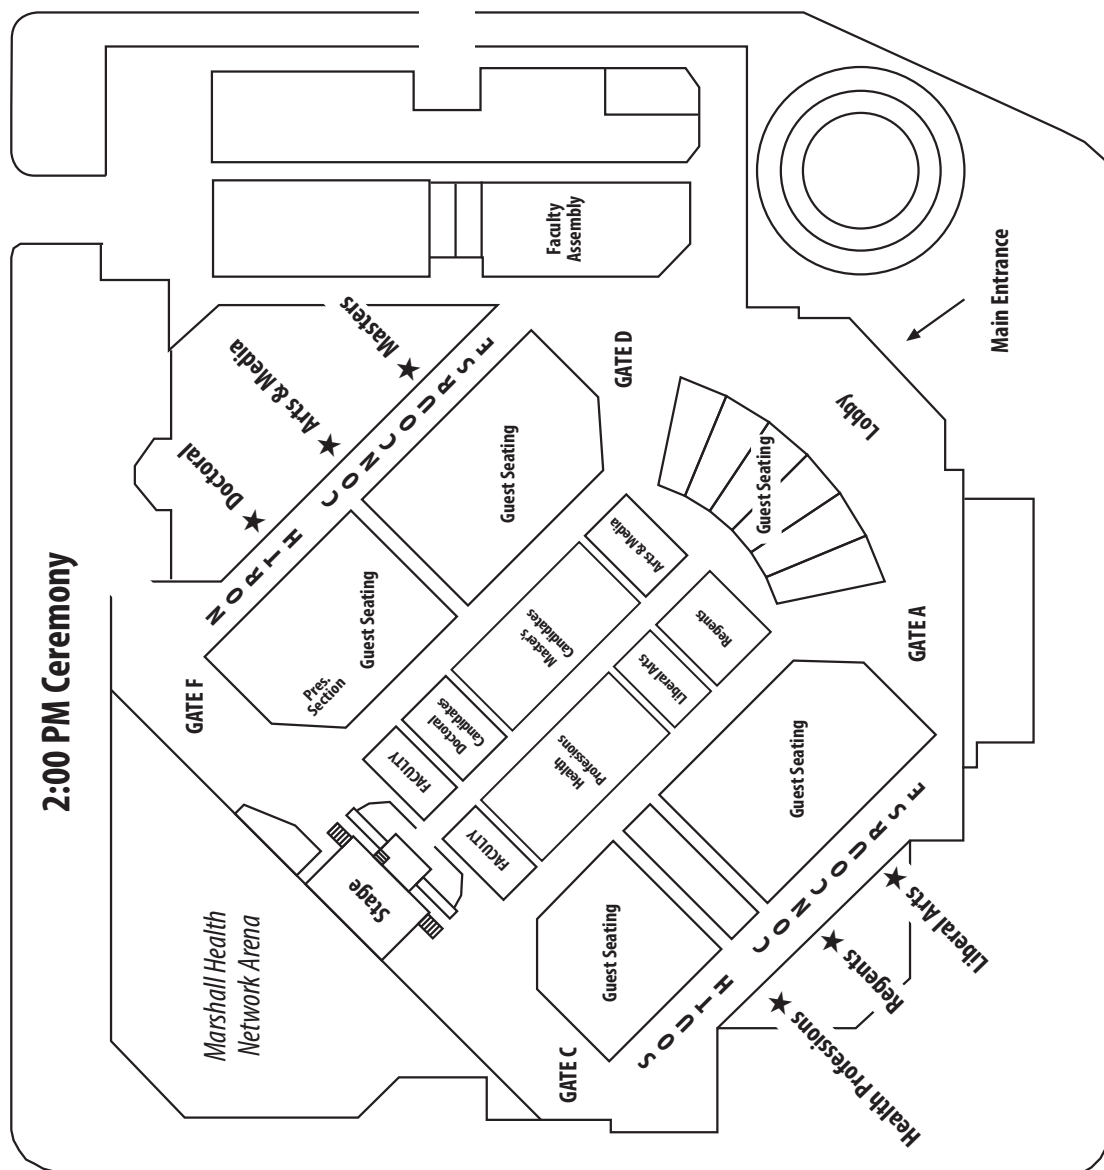 2:00 PM Ceremony
Marshall Health
Network Arena
Faculty
Assembly
Main Entrance
Lobby
Masters
Arts & Media
Doctoral
NORTH CONCOURSE
GATE D
GATE F
GATE A
GATE C
Guest Seating
Guest Seating
Pres.
Section
Guest Seating
Arts & Media
Master's
Candidates
Doctoral
Candidates
FACULTY
Regents
Liberal Arts
Health
Professions
FACULTY
Stage
Guest Seating
Guest Seating
SOUTH CONCOURSE
Liberal Arts
Regents
Health Professions